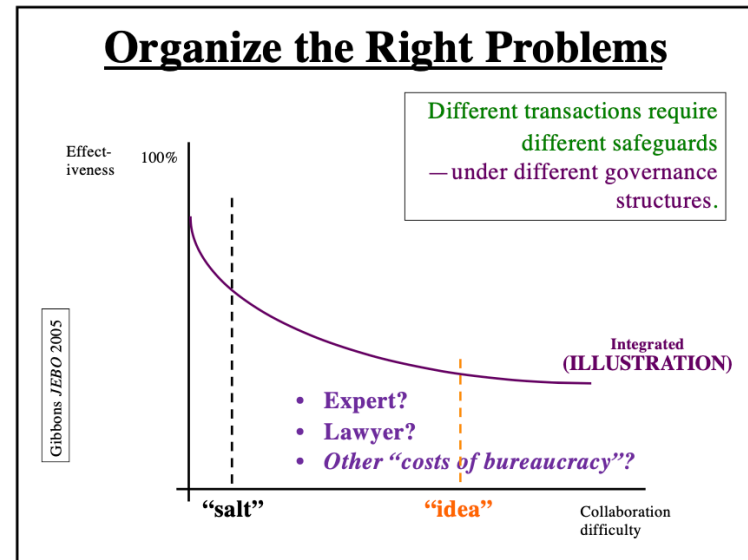 Organize the Right Problems
Different transactions require
different safeguards
—under different governance
structures.
Effect-
iveness
100%
Gibbons JEBO 2005
Integrated
(ILLUSTRATION)
• Expert?
• Lawyer?
• Other “costs of bureaucracy”?
“salt”
“idea”
Collaboration
difficulty